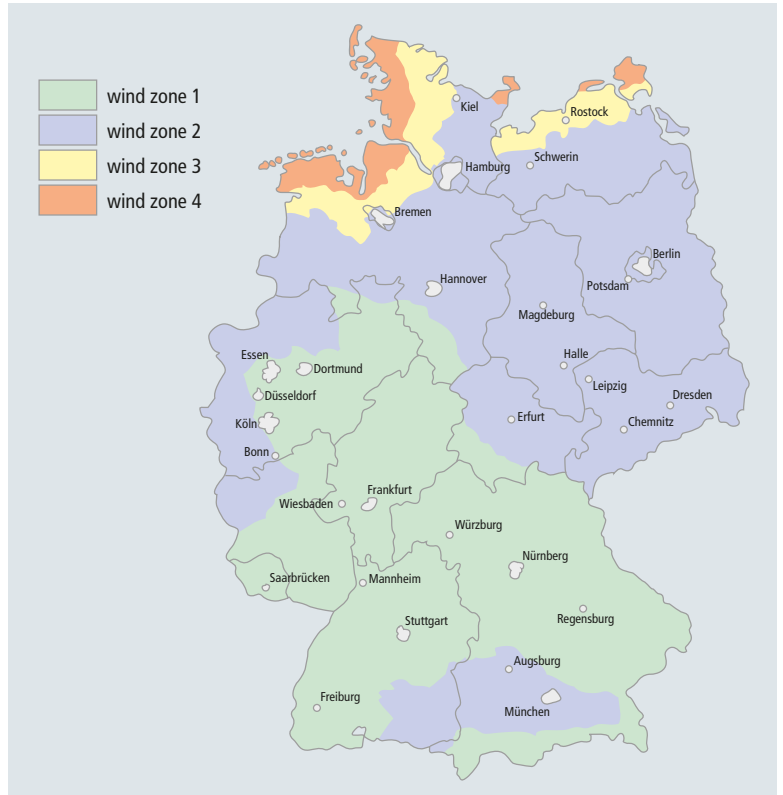 wind zone 1
wind zone 2
wind zone 3
wind zone 4
Kiel
Rostock
Hamburg
Schwerin
Bremen
Berlin
Hannover
Potsdam
Magdeburg
Essen
Dortmund
Halle
Leipzig
Düsseldorf
Dresden
Köln
Erfurt
Chemnitz
Bonn
Wiesbaden
Frankfurt
Würzburg
Nürnberg
Saarbrücken
Mannheim
Stuttgart
Regensburg
Augsburg
Freiburg
München